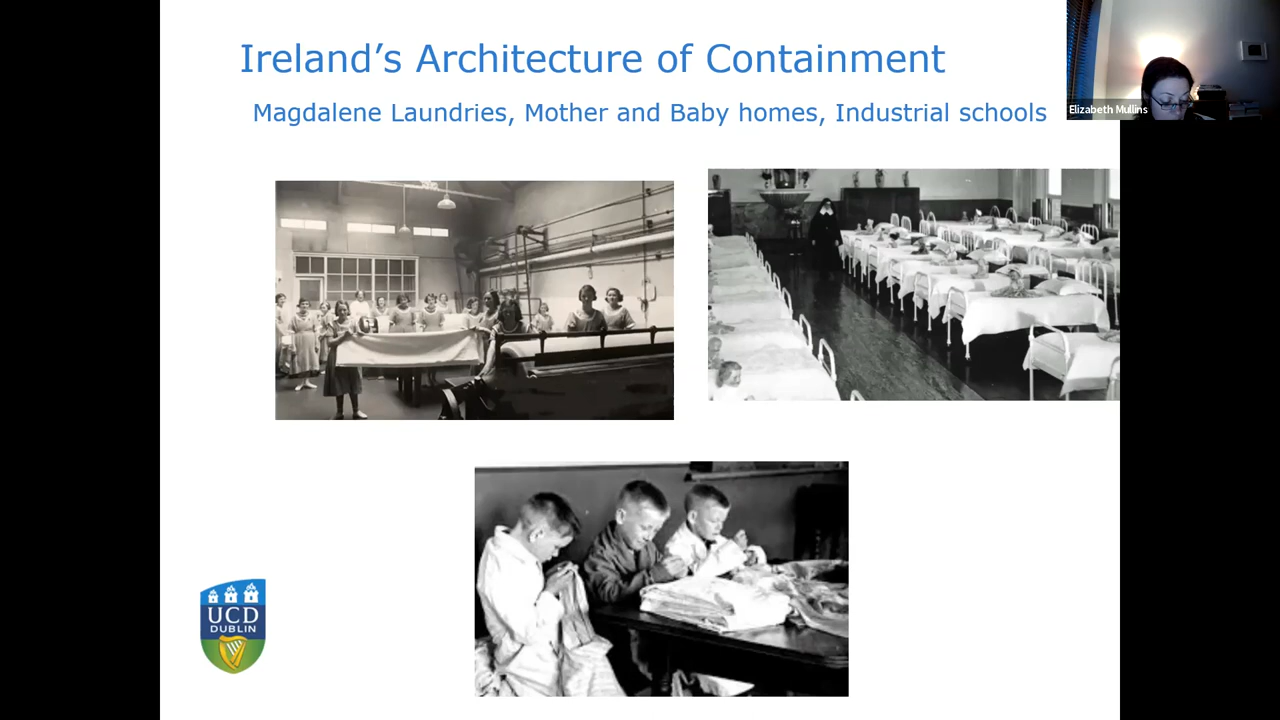 Ireland’s Architecture of Containment
Magdalene Laundries, Mother and Baby homes, Industrial schools
Elizabeth Mullins
UCD
DUBLIN